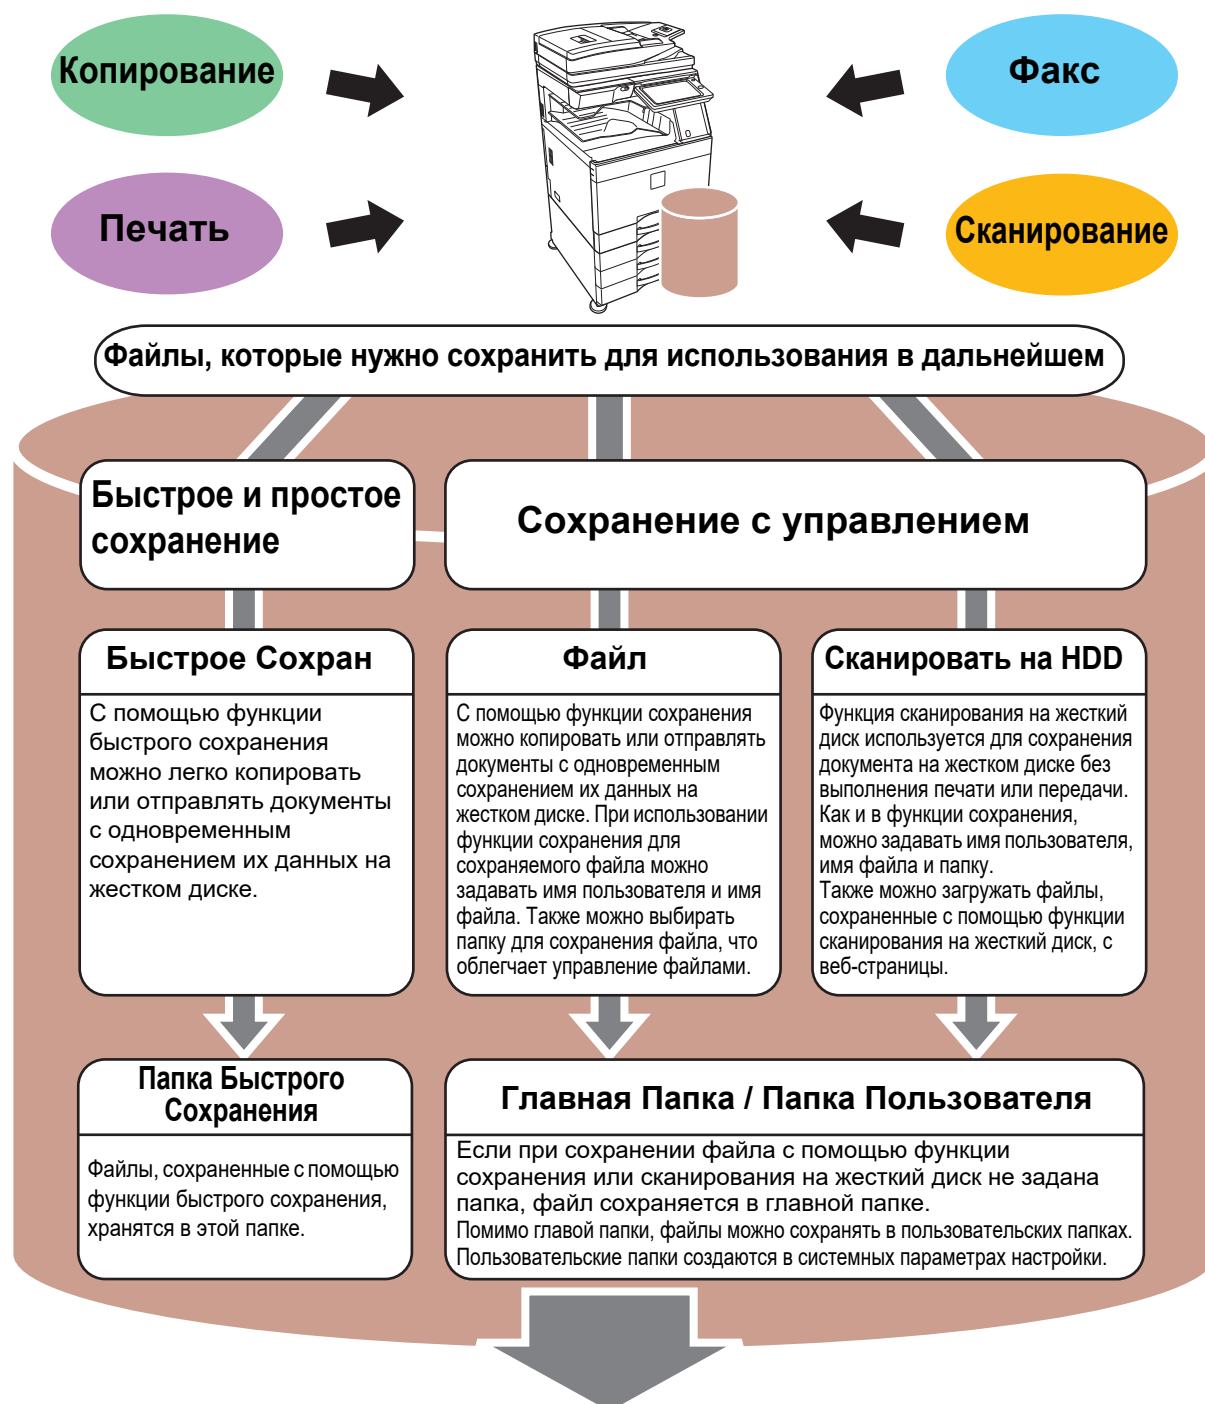 Копирование
Факс
Печать
Сканирование
Файлы, которые нужно сохранить для использования в дальнейшем
Быстрое и простое
сохранение
Сохранение с управлением
Быстрое Сохран
С помощью функции
быстрого сохранения
можно легко копировать
или отправлять документы
с одновременным
сохранением их данных на
жестком диске.
Файл
С помощью функции сохранения
можно копировать или отправлять
документы с одновременным
сохранением их данных на
жестком диске. При использовании
функции сохранения для
сохраняемого файла можно
задавать имя пользователя и имя
файла. Также можно выбирать
папку для сохранения файла, что
облегчает управление файлами.
Сканировать на HDD
Функция сканирования на жесткий
диск используется для сохранения
документа на жестком диске без
выполнения печати или передачи.
Как и в функции сохранения,
можно задавать имя пользователя,
имя файла и папку.
Также можно загружать файлы,
сохраненные с помощью функции
сканирования на жесткий диск, с
веб-страницы.
Папка Быстрого
Сохранения
Файлы, сохраненные с помощью
функции быстрого сохранения,
хранятся в этой папке.
Главная Папка / Папка Пользователя
Если при сохранении файла с помощью функции
сохранения или сканирования на жесткий диск не задана
папка, файл сохраняется в главной папке.
Помимо главой папки, файлы можно сохранять в пользовательских папках.
Пользовательские папки создаются в системных параметрах настройки.